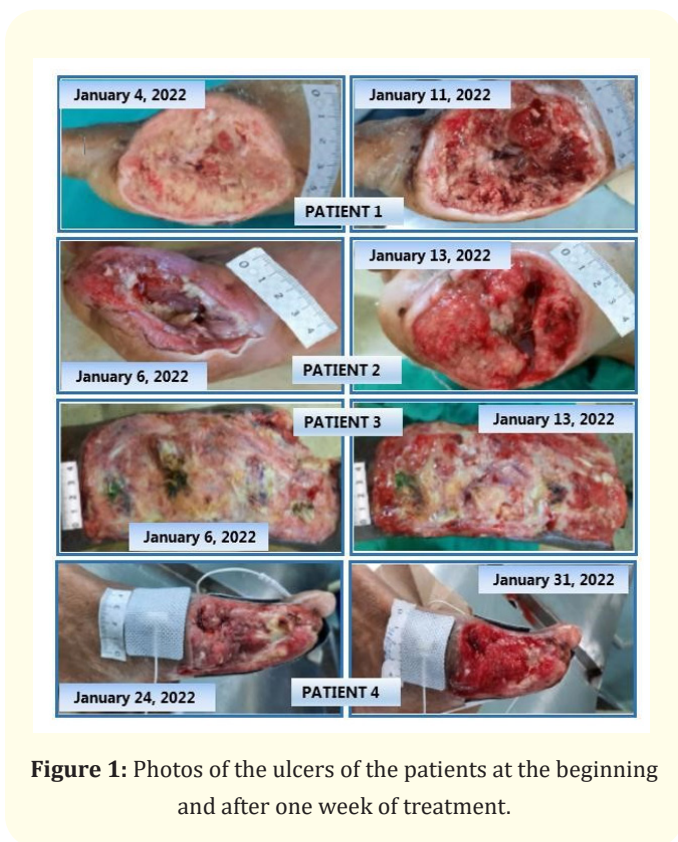 January 4, 2022
January 11, 2022
PATIENT 1
January 6, 2022
January 13, 2022
PATIENT 2
PATIENT 3
January 6, 2022
January 13, 2022
January 24, 2022
January 31, 2022
PATIENT 4
Figure 1: Photos of the ulcers of the patients at the beginning
and after one week of treatment.